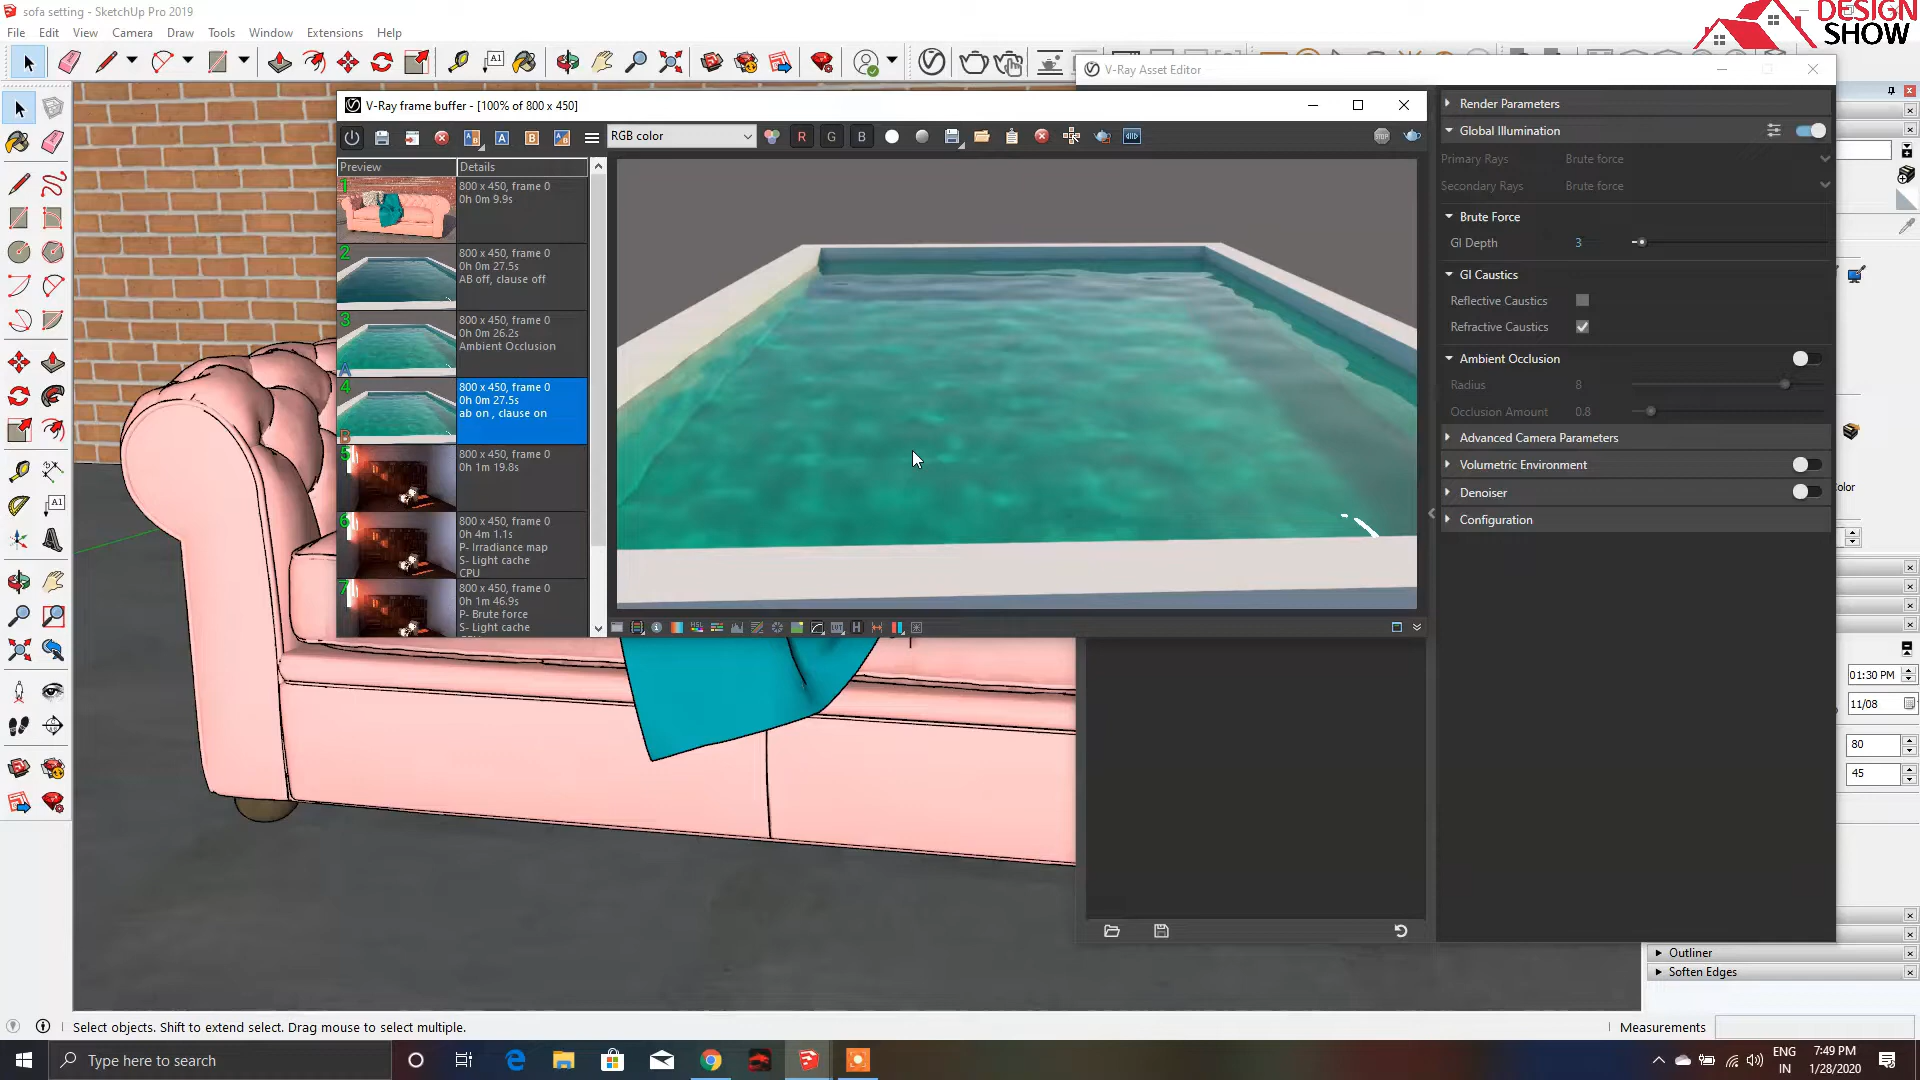 sofa setting - SketchUp Pro 2019
DESIGN
SHOW
File Edit View Camera Draw Tools Window Extensions Help
V-Ray Asset Editor
V-Ray frame buffer - [100% of 800 x 450]
RGB color
R G B
Preview Details
1
800 x 450, frame 0
0h 0m 9.9s
2
800 x 450, frame 0
0h 0m 27.5s
AB off, clause off
3
800 x 450, frame 0
0h 0m 26.2s
Ambient Occlusion
A
4
800 x 450, frame 0
0h 0m 27.5s
ab on , clause on
B
5
800 x 450, frame 0
0h 1m 19.8s
6
800 x 450, frame 0
0h 4m 1.1s
P- Irradiance map
S- Light cache
CPU
7
800 x 450, frame 0
0h 1m 46.9s
P- Brute force
S- Light cache
Render Parameters
Global Illumination
Primary Rays Brute force
Secondary Rays Brute force
Brute Force
GI Depth 3
GI Caustics
Reflective Caustics
Refractive Caustics
Ambient Occlusion
Radius 8
Occlusion Amount 0.8
Advanced Camera Parameters
Volumetric Environment
Denoiser
Configuration
Color
01:30 PM
11/08
80
45
Outliner
Soften Edges
Select objects. Shift to extend select. Drag mouse to select multiple.
Measurements
Type here to search
ENG
IN
7:49 PM
1/28/2020